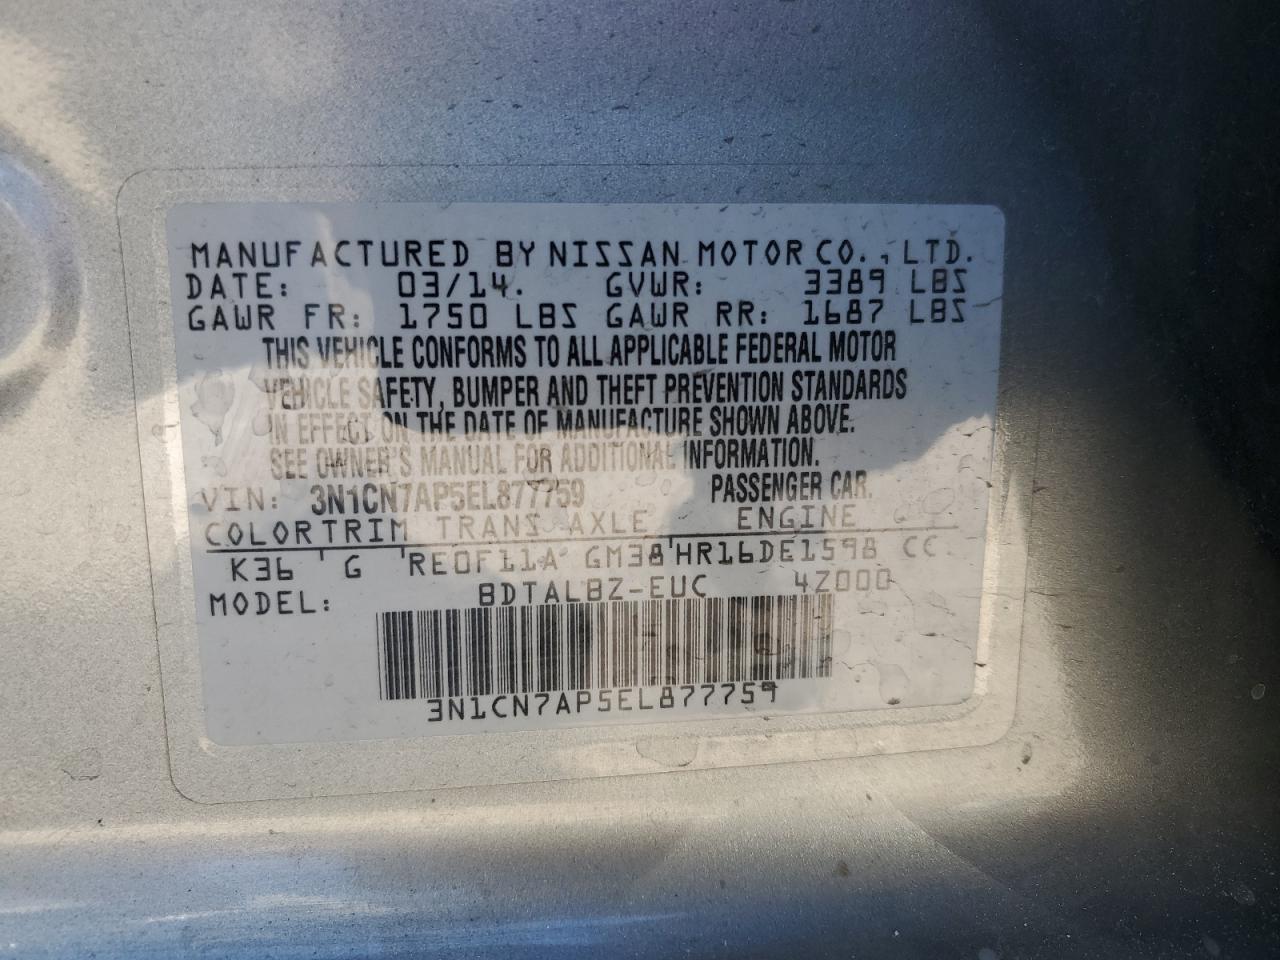 MANUFACTURED BY NISSAN MOTOR CO., LTD.
DATE: 03/14. GVWR: 3389 LBS
GAWR FR: 1750 LBS GAWR RR: 1687 LBS
THIS VEHICLE CONFORMS TO ALL APPLICABLE FEDERAL MOTOR
VEHICLE SAFETY, BUMPER AND THEFT PREVENTION STANDARDS
IN EFFECT ON THE DATE OF MANUFACTURE SHOWN ABOVE.
SEE OWNER'S MANUAL FOR ADDITIONAL INFORMATION.
VIN: 3N1CN7AP5EL877759 PASSENGER CAR.
COLOR TRIM TRANS AXLE ENGINE
K36 ' G ' RE0F11A ' GM38 ' HR16DE1598 CC
MODEL: BDTALBZ-EUC 4Z000
3N1CN7AP5EL877759